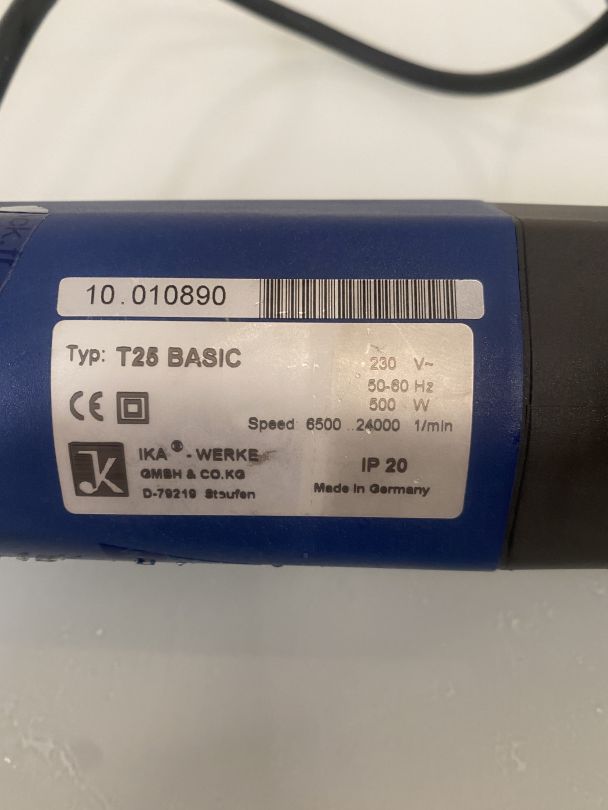 10.010890
Typ: T25 BASIC
230 V~
50-60 Hz
CE
500 W
Speed 6500 ..24000 1/min
IKA® - WERKE
GMBH & CO.KG
D-79219 Staufen
IP 20
Made in Germany